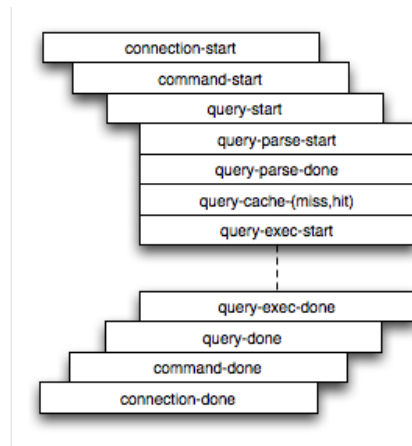 connection-start
command-start
query-start
query-parse-start
query-parse-done
query-cache-(miss,hit)
query-exec-start
query-exec-done
query-done
command-done
connection-done